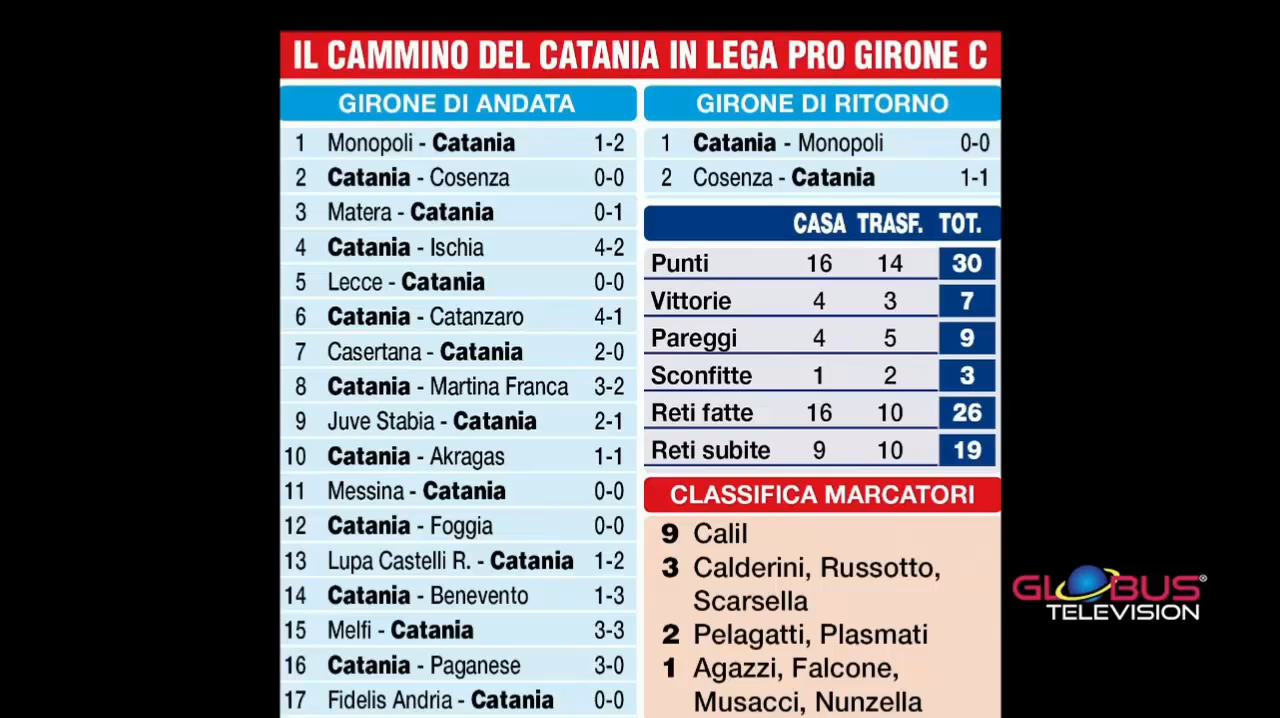 IL CAMMINO DEL CATANIA IN LEGA PRO GIRONE C
GIRONE DI ANDATA
1 Monopoli - Catania 1-2
2 Catania - Cosenza 0-0
3 Matera - Catania 0-1
4 Catania - Ischia 4-2
5 Lecce - Catania 0-0
6 Catania - Catanzaro 4-1
7 Casertana - Catania 2-0
8 Catania - Martina Franca 3-2
9 Juve Stabia - Catania 2-1
10 Catania - Akragas 1-1
11 Messina - Catania 0-0
12 Catania - Foggia 0-0
13 Lupa Castelli R. - Catania 1-2
14 Catania - Benevento 1-3
15 Melfi - Catania 3-3
16 Catania - Paganese 3-0
17 Fidelis Andria - Catania 0-0
GIRONE DI RITORNO
1 Catania - Monopoli 0-0
2 Cosenza - Catania 1-1
CASA TRASF. TOT.
Punti 16 14 30
Vittorie 4 3 7
Pareggi 4 5 9
Sconfitte 1 2 3
Reti fatte 16 10 26
Reti subite 9 10 19
CLASSIFICA MARCATORI
9 Calil
3 Calderini, Russotto,
Scarsella
2 Pelagatti, Plasmati
1 Agazzi, Falcone,
Musacci, Nunzella
GLOBUS®
TELEVISION